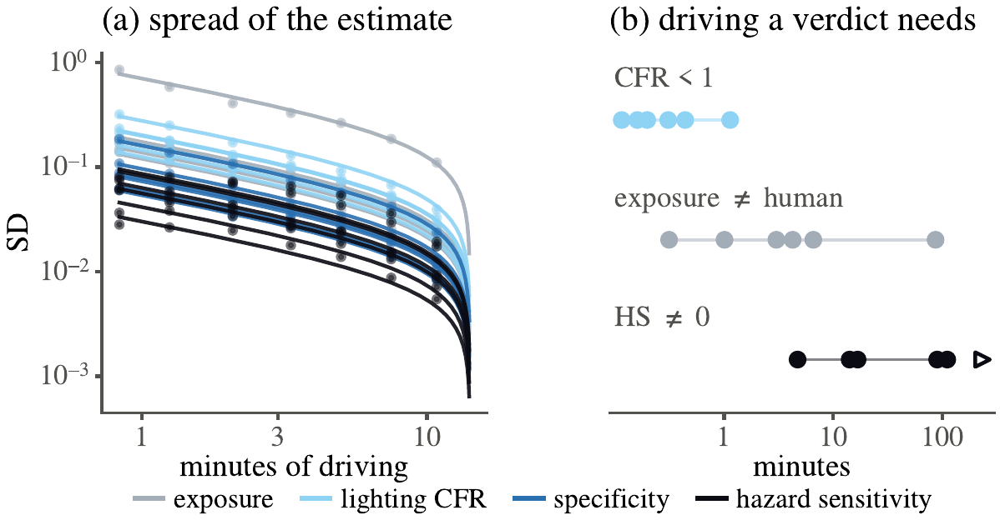 (a) spread of the estimate
(b) driving a verdict needs
10⁰
10⁻¹
10⁻²
10⁻³
SD
1
3
10
minutes of driving
CFR < 1
exposure ≠ human
HS ≠ 0
1
10
100
minutes
exposure
lighting CFR
specificity
hazard sensitivity